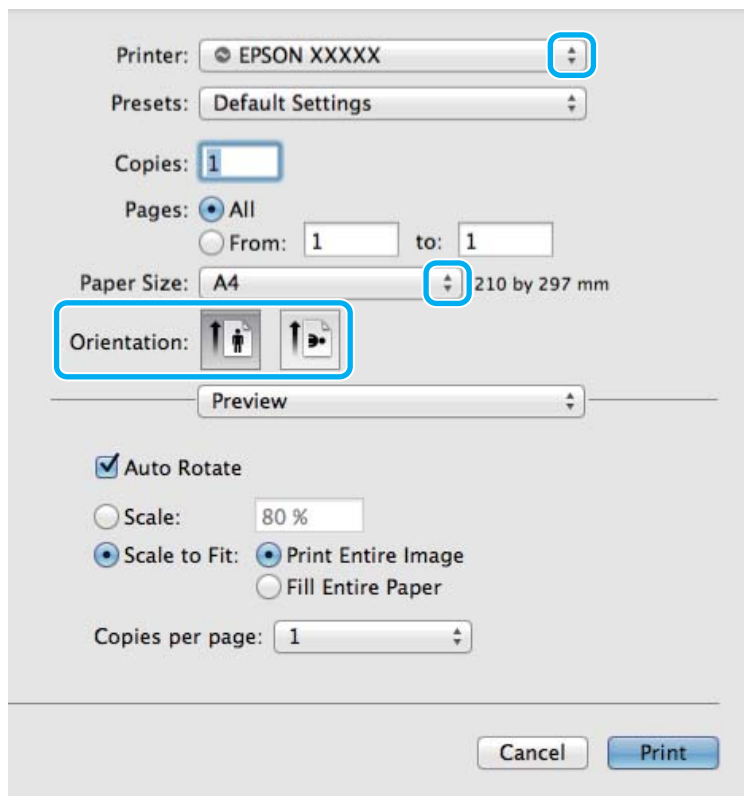 Printer: EPSON XXXXX
Presets: Default Settings
Copies: 1
Pages: All
From: 1 to: 1
Paper Size: A4 210 by 297 mm
Orientation:
Preview
Auto Rotate
Scale: 80 %
Scale to Fit: Print Entire Image
Fill Entire Paper
Copies per page: 1
Cancel Print